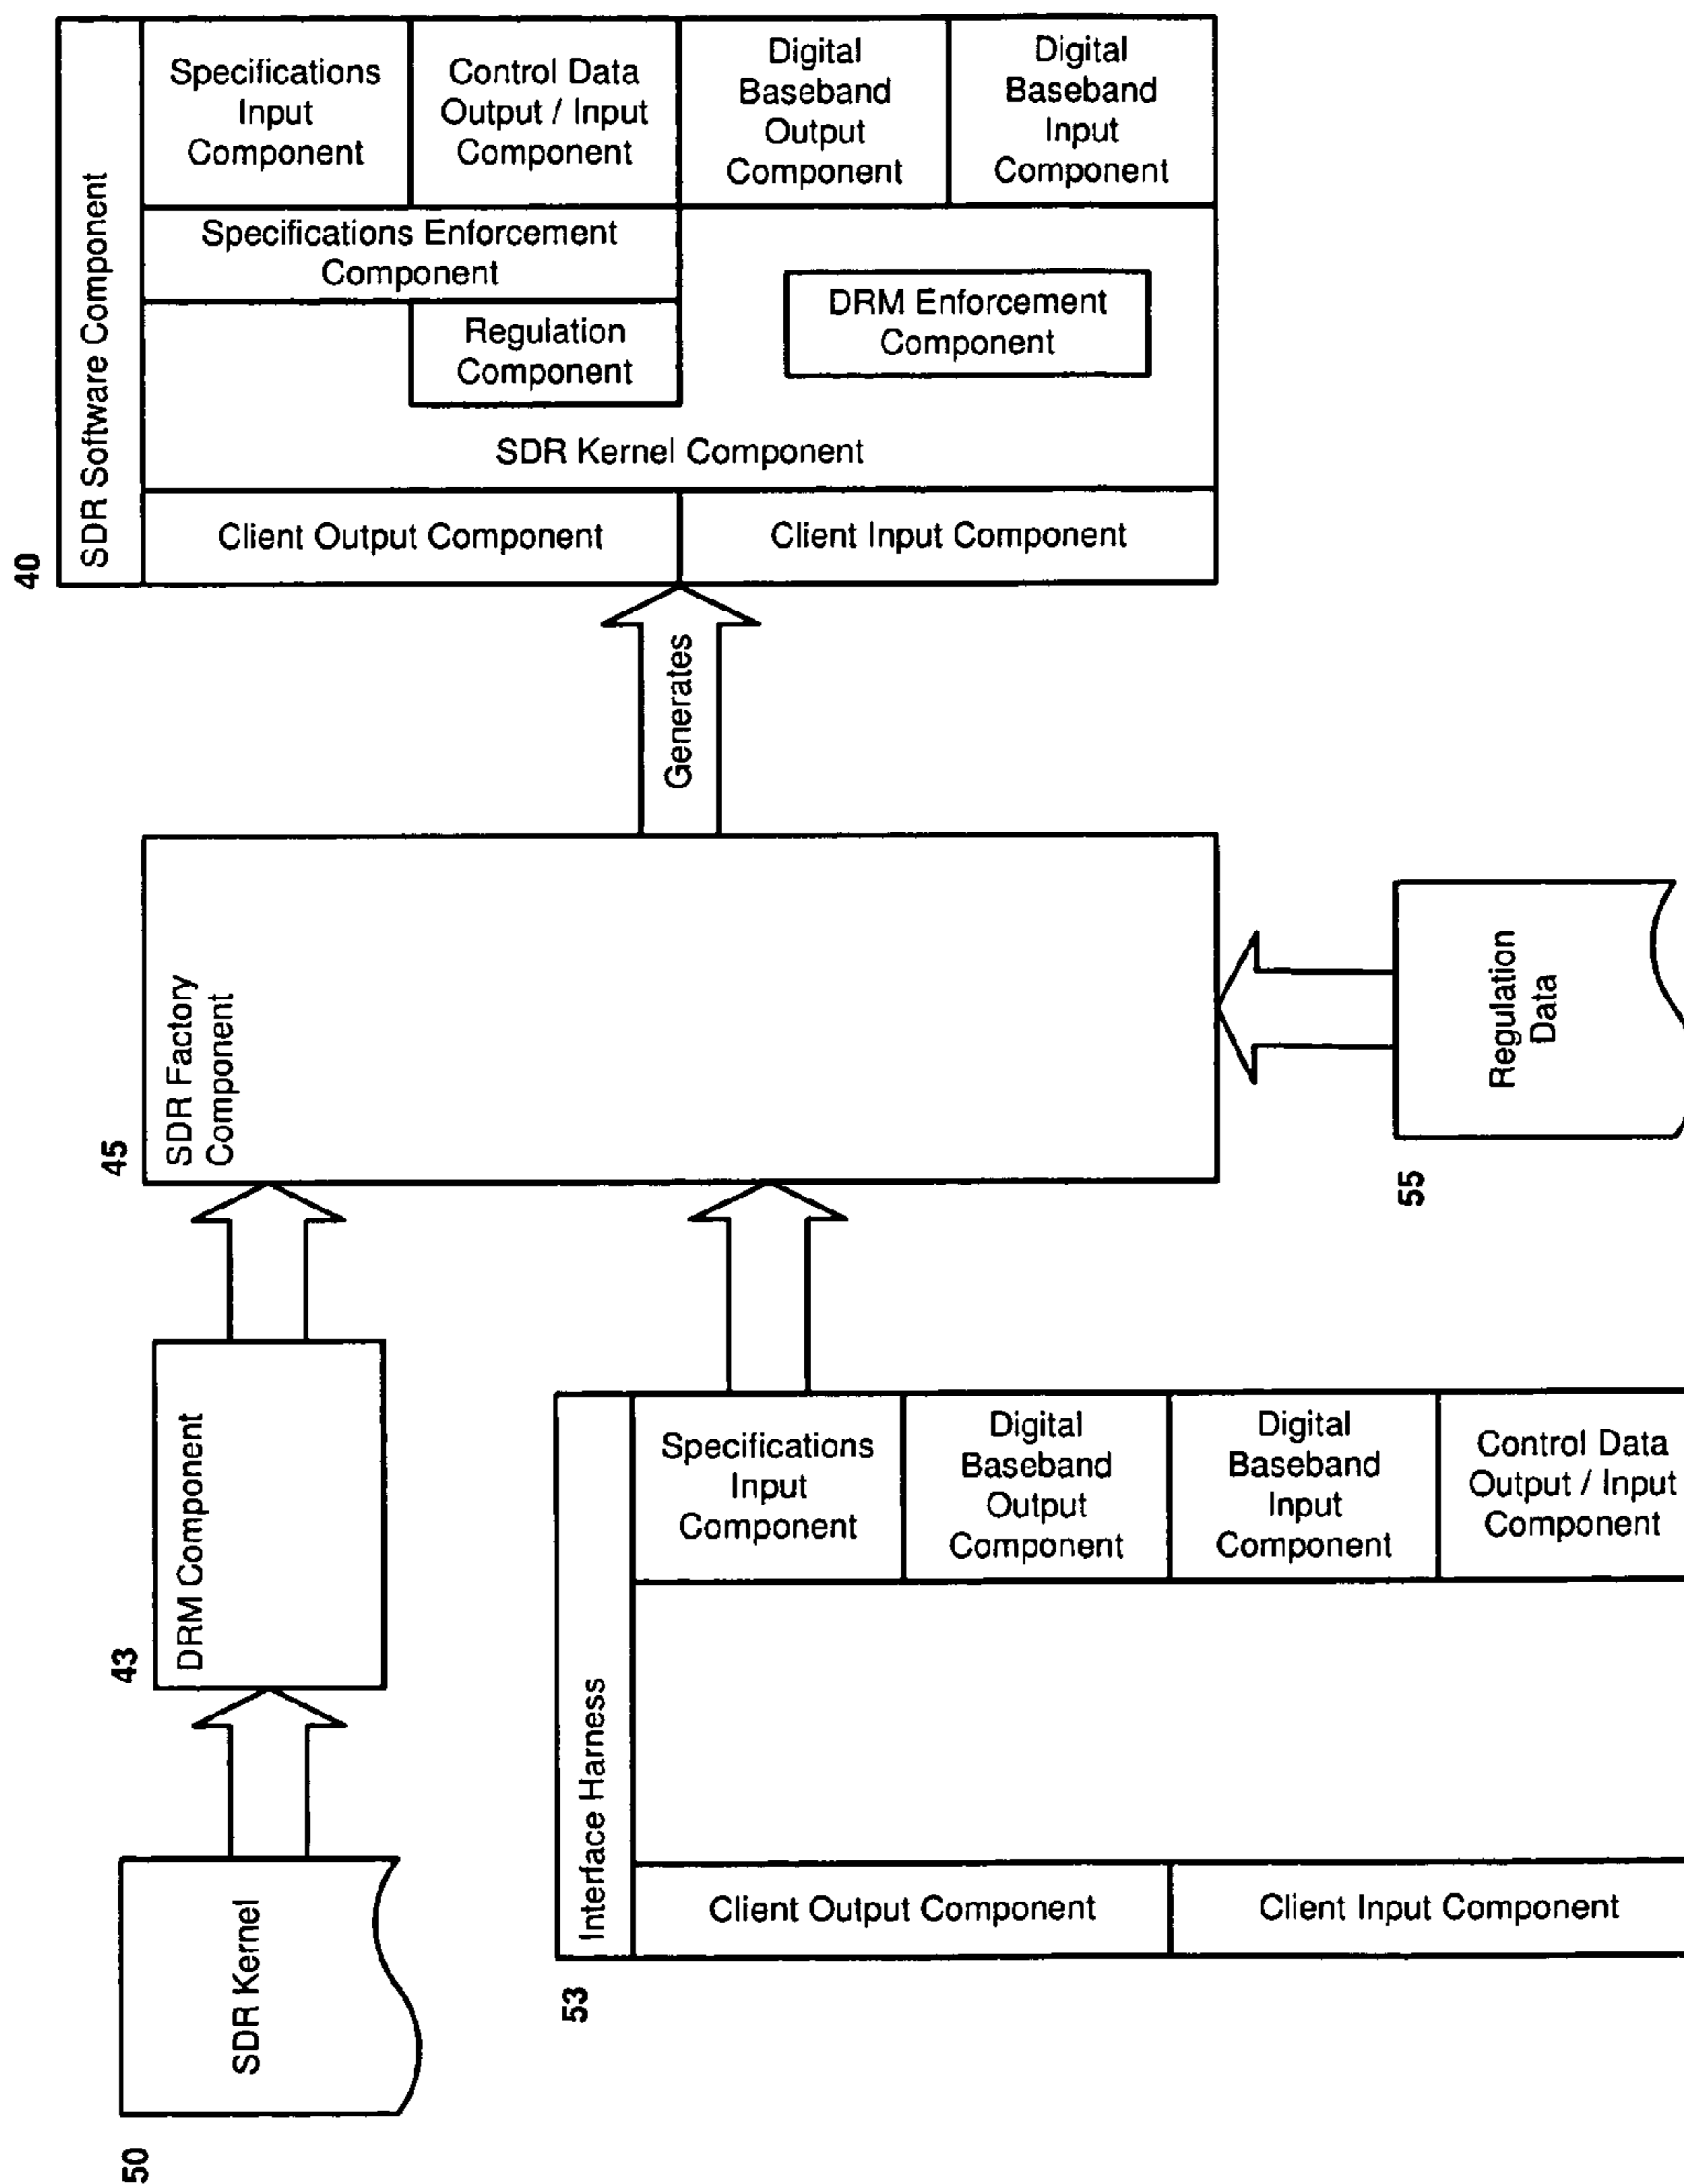 40
SDR Software Component
Specifications
Input
Component
Control Data
Output / Input
Component
Digital
Baseband
Output
Component
Digital
Baseband
Input
Component
Specifications Enforcement
Component
Regulation
Component
DRM Enforcement
Component
SDR Kernel Component
Client Output Component
Client Input Component
Generates
45
SDR Factory
Component
43
DRM Component
50
SDR Kernel
53
Interface Harness
Specifications
Input
Component
Digital
Baseband
Output
Component
Digital
Baseband
Input
Component
Control Data
Output / Input
Component
Client Output Component
Client Input Component
55
Regulation
Data